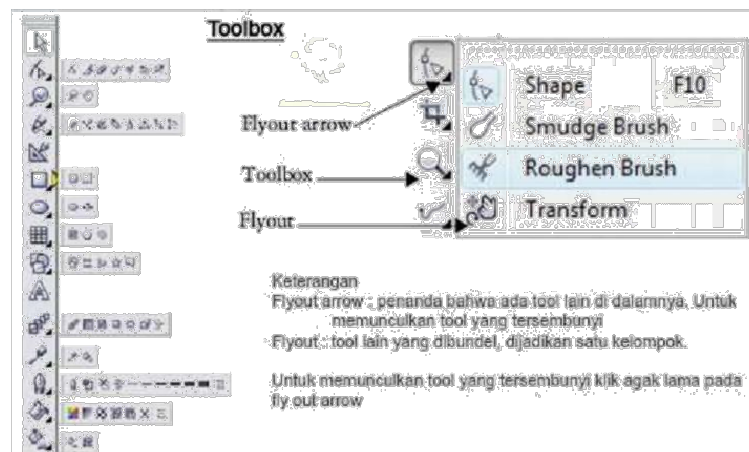 Toolbox
Flyout arrow
Toolbox
Flyout
Shape F10
Smudge Brush
Roughen Brush
Transform
Keterangan
Flyout arrow : penanda bahwa ada tool lain di dalamnya. Untuk
memunculkan tool yang tersembunyi
Flyout : tool lain yang dibundel, dijadikan satu kelompok.
Untuk memunculkan tool yang tersembunyi klik agak lama pada
fly out arrow